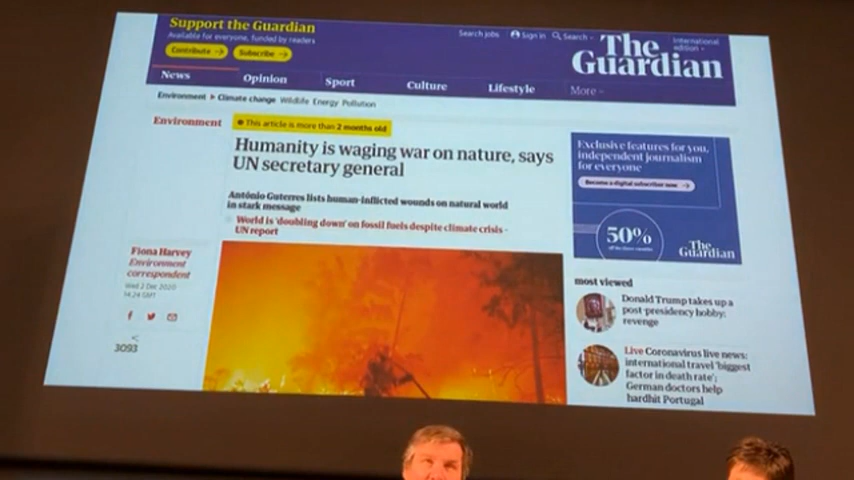 Support the Guardian
Available for everyone, funded by readers
Contribute →
Subscribe →
Search jobs
Sign in
Search
International edition
The Guardian
News
Opinion
Sport
Culture
Lifestyle
More
Environment ▸ Climate change Wildlife Energy Pollution
Environment
This article is more than 2 months old
Humanity is waging war on nature, says
UN secretary general
António Guterres lists human-inflicted wounds on natural world
in stark message
World is 'doubling down' on fossil fuels despite climate crisis -
UN report
Fiona Harvey
Environment
correspondent
Wed 2 Dec 2020
14.24 GMT
3093
Exclusive features for you,
independent journalism
for everyone
Become a digital subscriber now →
50%
The
Guardian
most viewed
Donald Trump takes up a
post-presidency hobby:
revenge
Live Coronavirus live news:
international travel 'biggest
factor in death rate';
German doctors help
hardhit Portugal